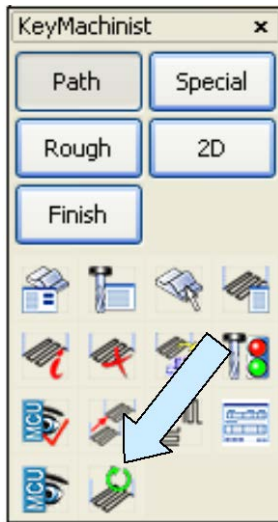 KeyMachinist x
Path Special
Rough 2D
Finish
i
MCU
MCU